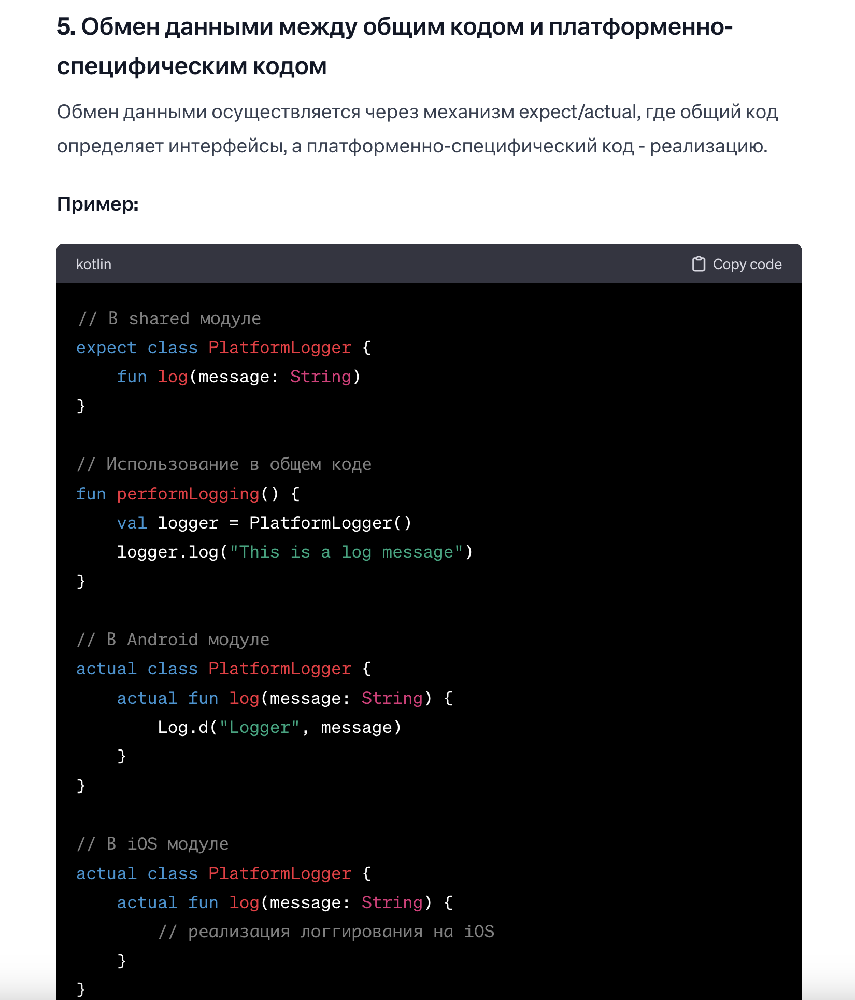 5. Обмен данными между общим кодом и платформенно-
специфическим кодом
Обмен данными осуществляется через механизм expect/actual, где общий код
определяет интерфейсы, а платформенно-специфический код - реализацию.
Пример:
kotlin
Copy code
// В shared модуле
expect class PlatformLogger {
    fun log(message: String)
}
// Использование в общем коде
fun performLogging() {
    val logger = PlatformLogger()
    logger.log("This is a log message")
}
// В Android модуле
actual class PlatformLogger {
    actual fun log(message: String) {
        Log.d("Logger", message)
    }
}
// В iOS модуле
actual class PlatformLogger {
    actual fun log(message: String) {
        // реализация логгирования на iOS
    }
}